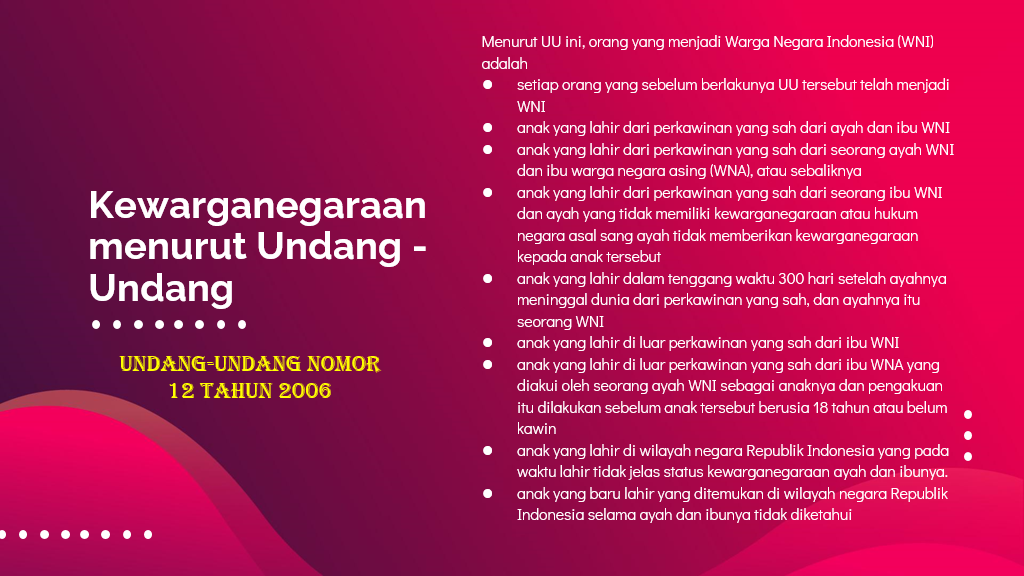 Kewarganegaraan
menurut Undang -
Undang
UNDANG-UNDANG NOMOR
12 TAHUN 2006
Menurut UU ini, orang yang menjadi Warga Negara Indonesia (WNI)
adalah
● setiap orang yang sebelum berlakunya UU tersebut telah menjadi
WNI
● anak yang lahir dari perkawinan yang sah dari ayah dan ibu WNI
● anak yang lahir dari perkawinan yang sah dari seorang ayah WNI
dan ibu warga negara asing (WNA), atau sebaliknya
● anak yang lahir dari perkawinan yang sah dari seorang ibu WNI
dan ayah yang tidak memiliki kewarganegaraan atau hukum
negara asal sang ayah tidak memberikan kewarganegaraan
kepada anak tersebut
● anak yang lahir dalam tenggang waktu 300 hari setelah ayahnya
meninggal dunia dari perkawinan yang sah, dan ayahnya itu
seorang WNI
● anak yang lahir di luar perkawinan yang sah dari ibu WNI
● anak yang lahir di luar perkawinan yang sah dari ibu WNA yang
diakui oleh seorang ayah WNI sebagai anaknya dan pengakuan
itu dilakukan sebelum anak tersebut berusia 18 tahun atau belum
kawin
● anak yang lahir di wilayah negara Republik Indonesia yang pada
waktu lahir tidak jelas status kewarganegaraan ayah dan ibunya.
● anak yang baru lahir yang ditemukan di wilayah negara Republik
Indonesia selama ayah dan ibunya tidak diketahui